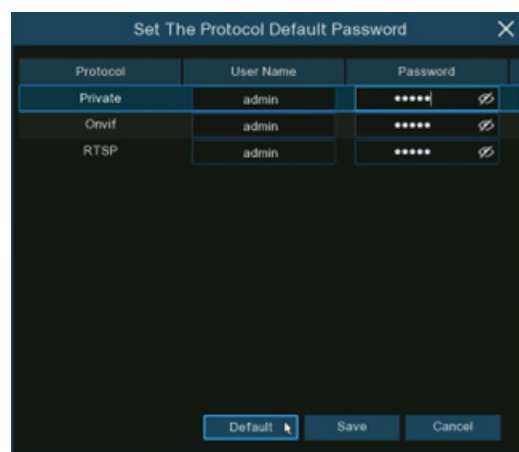 Set The Protocol Default Password
Protocol User Name Password
Private admin •••••
Onvif admin •••••
RTSP admin •••••
Default Save Cancel